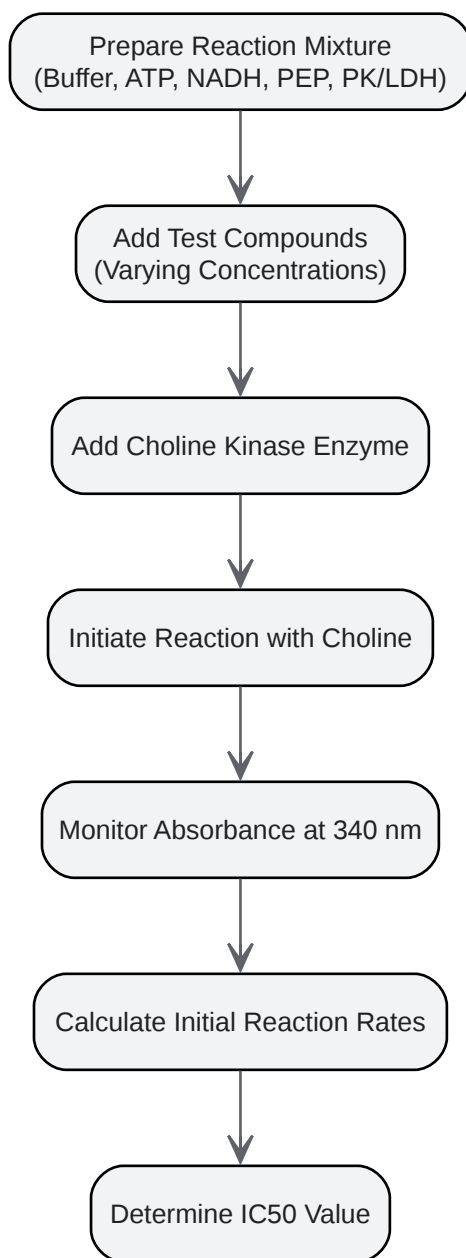 Prepare Reaction Mixture
(Buffer, ATP, NADH, PEP, PK/LDH)
Add Test Compounds
(Varying Concentrations)
Add Choline Kinase Enzyme
Initiate Reaction with Choline
Monitor Absorbance at 340 nm
Calculate Initial Reaction Rates
Determine IC50 Value